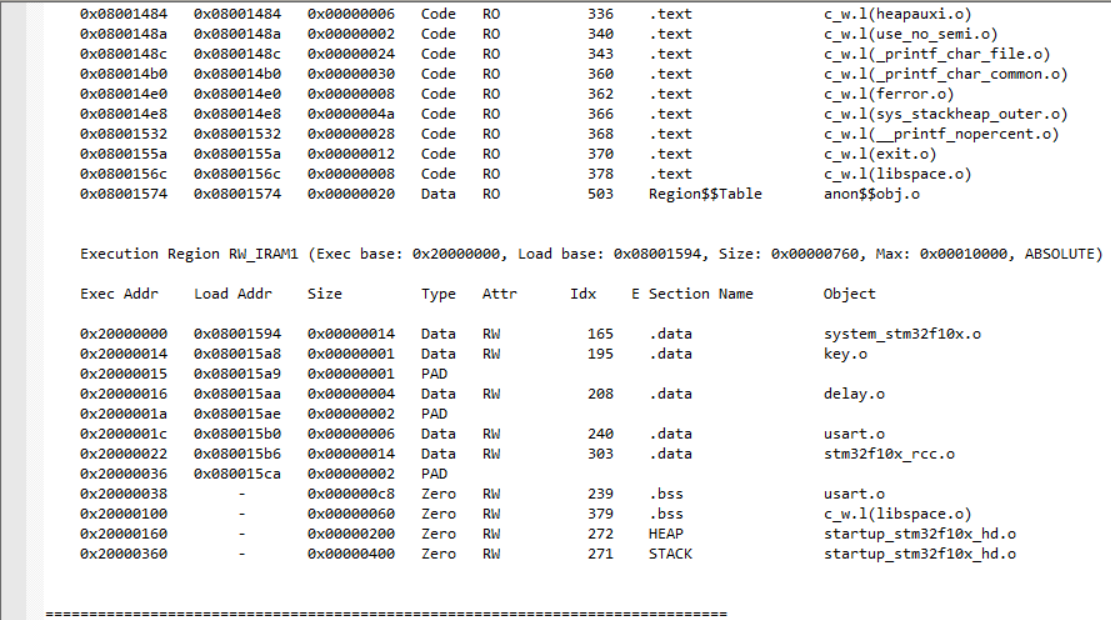 0x08001484 0x08001484 0x00000006 Code RO 336 .text c_w.l(heapauxi.o)
0x0800148a 0x0800148a 0x00000002 Code RO 340 .text c_w.l(use_no_semi.o)
0x0800148c 0x0800148c 0x00000024 Code RO 343 .text c_w.l(_printf_char_file.o)
0x080014b0 0x080014b0 0x00000030 Code RO 360 .text c_w.l(_printf_char_common.o)
0x080014e0 0x080014e0 0x00000008 Code RO 362 .text c_w.l(ferror.o)
0x080014e8 0x080014e8 0x0000004a Code RO 366 .text c_w.l(sys_stackheap_outer.o)
0x08001532 0x08001532 0x00000028 Code RO 368 .text c_w.l(__printf_nopercent.o)
0x0800155a 0x0800155a 0x00000012 Code RO 370 .text c_w.l(exit.o)
0x0800156c 0x0800156c 0x00000008 Code RO 378 .text c_w.l(libspace.o)
0x08001574 0x08001574 0x00000020 Data RO 503 Region$$Table anon$$obj.o
Execution Region RW_IRAM1 (Exec base: 0x20000000, Load base: 0x08001594, Size: 0x00000760, Max: 0x00010000, ABSOLUTE)
Exec Addr Load Addr Size Type Attr Idx E Section Name Object
0x20000000 0x08001594 0x00000014 Data RW 165 .data system_stm32f10x.o
0x20000014 0x080015a8 0x00000001 Data RW 195 .data key.o
0x20000015 0x080015a9 0x00000001 PAD
0x20000016 0x080015aa 0x00000004 Data RW 208 .data delay.o
0x2000001a 0x080015ae 0x00000002 PAD
0x2000001c 0x080015b0 0x00000006 Data RW 240 .data usart.o
0x20000022 0x080015b6 0x00000014 Data RW 303 .data stm32f10x_rcc.o
0x20000036 0x080015ca 0x00000002 PAD
0x20000038 - 0x000000c8 Zero RW 239 .bss usart.o
0x20000100 - 0x00000060 Zero RW 379 .bss c_w.l(libspace.o)
0x20000160 - 0x00000200 Zero RW 272 HEAP startup_stm32f10x_hd.o
0x20000360 - 0x00000400 Zero RW 271 STACK startup_stm32f10x_hd.o
==============================================================================